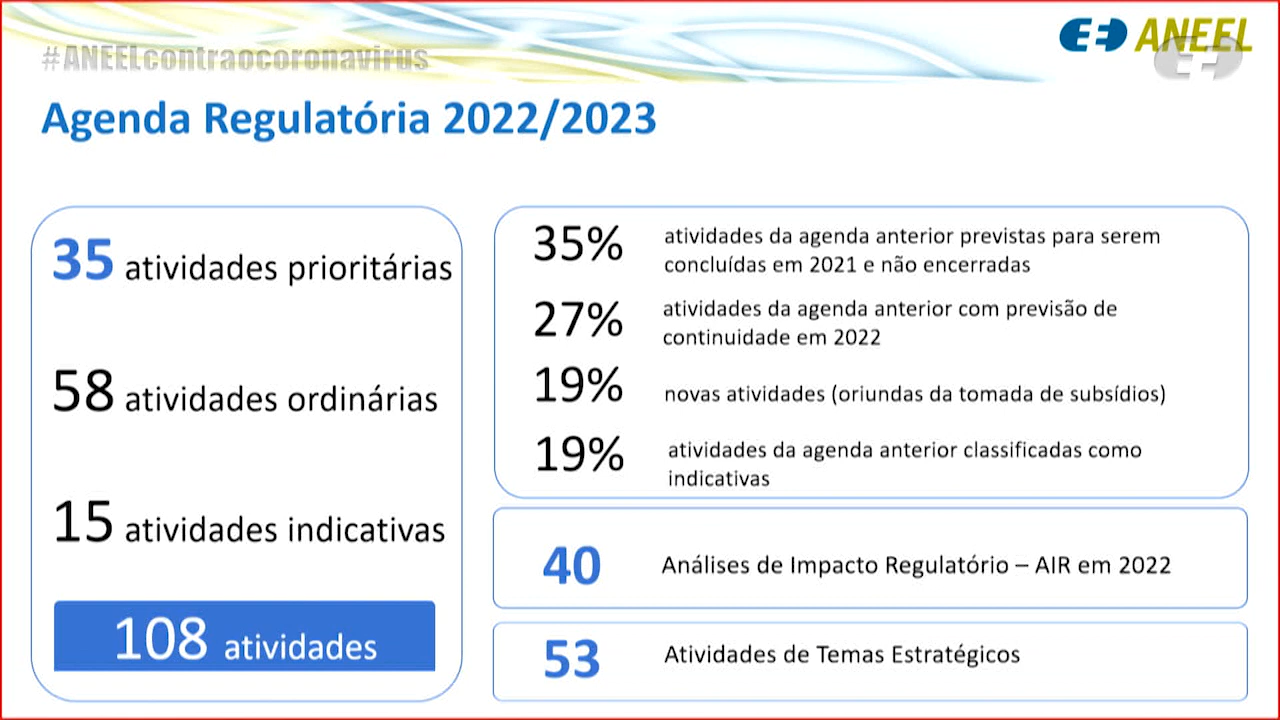 #ANEELcontraocoronavirus
ANEEL
Agenda Regulatória 2022/2023
35 atividades prioritárias
58 atividades ordinárias
15 atividades indicativas
108 atividades
35% atividades da agenda anterior previstas para serem
concluídas em 2021 e não encerradas
27% atividades da agenda anterior com previsão de
continuidade em 2022
19% novas atividades (oriundas da tomada de subsídios)
19% atividades da agenda anterior classificadas como
indicativas
40 Análises de Impacto Regulatório – AIR em 2022
53 Atividades de Temas Estratégicos